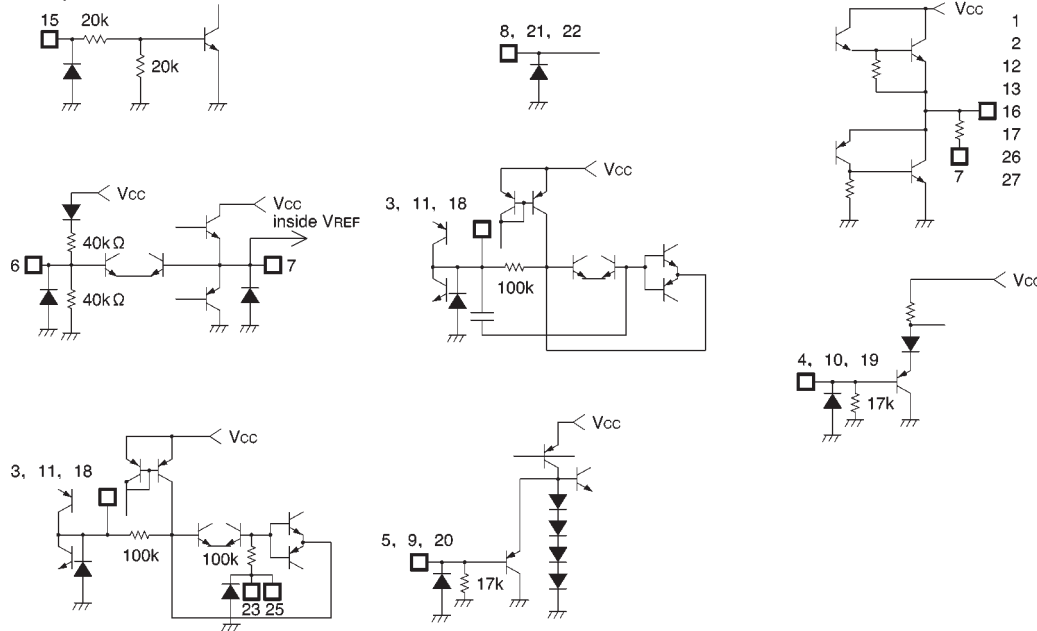 15
20k
20k
8, 21, 22
Vcc
1
2
12
13
16
17
26
27
7
Vcc
40kΩ
6
40kΩ
Vcc
inside VREF
7
Vcc
3, 11, 18
100k
Vcc
4, 10, 19
17k
Vcc
3, 11, 18
100k
100k
23 25
Vcc
5, 9, 20
17k